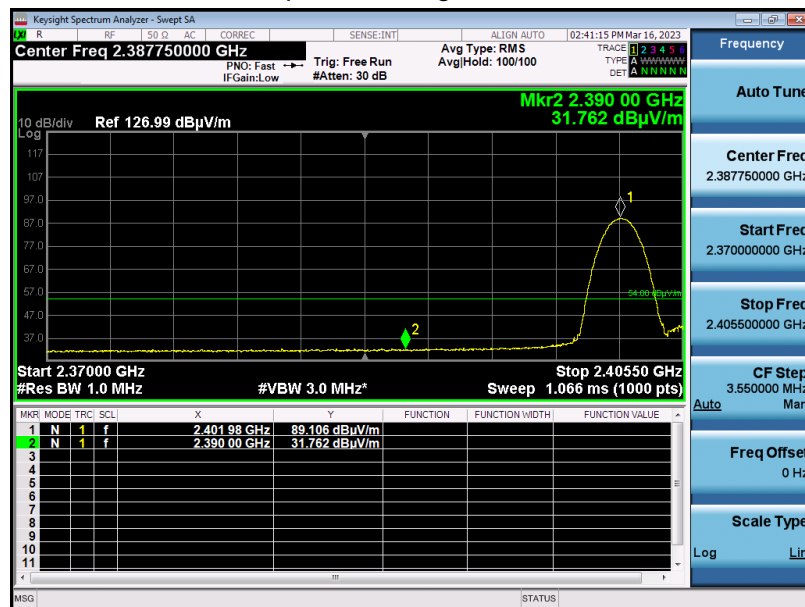 Keysight Spectrum Analyzer - Swept SA
LXI R RF 50 Ω AC CORREC SENSE:INT ALIGN AUTO 02:41:15 PM Mar 16, 2023
Center Freq 2.387750000 GHz
PNO: Fast
IFGain:Low
Trig: Free Run
#Atten: 30 dB
Avg Type: RMS
Avg|Hold: 100/100
TRACE 1 2 3 4 5 6
TYPE A WWWWW
DET A N N N N N
Mkr2 2.390 00 GHz
31.762 dBµV/m
10 dB/div
Log
Ref 126.99 dBµV/m
117
107
97.0
87.0
77.0
67.0
57.0
47.0
37.0
1
2
54.00 dBµV/m
Start 2.37000 GHz Stop 2.40550 GHz
#Res BW 1.0 MHz #VBW 3.0 MHz* Sweep 1.066 ms (1000 pts)
MKR MODE TRC SCL X Y FUNCTION FUNCTION WIDTH FUNCTION VALUE
1 N 1 f 2.401 98 GHz 89.106 dBµV/m
2 N 1 f 2.390 00 GHz 31.762 dBµV/m
3
4
5
6
7
8
9
10
11
MSG STATUS
Frequency
Auto Tune
Center Freq
2.387750000 GHz
Start Freq
2.370000000 GHz
Stop Freq
2.405500000 GHz
CF Step
3.550000 MHz
Auto Man
Freq Offset
0 Hz
Scale Type
Log Lin